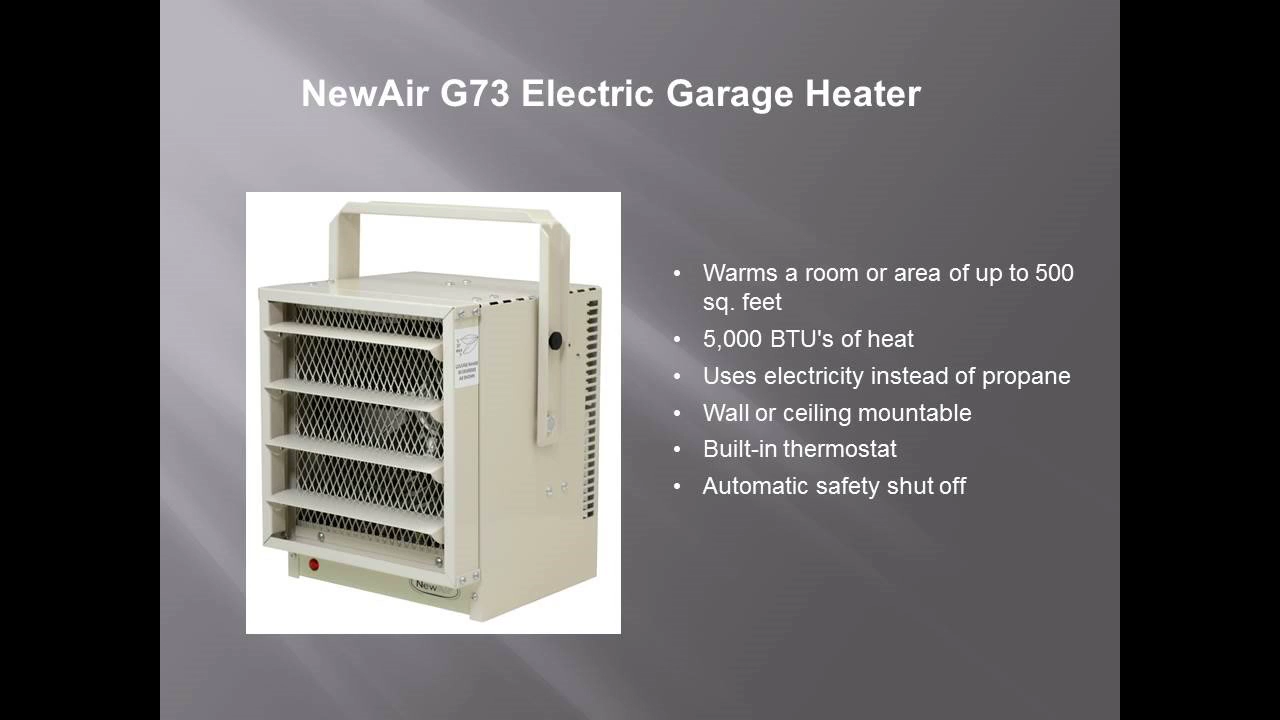 NewAir G73 Electric Garage Heater
• Warms a room or area of up to 500
sq. feet
• 5,000 BTU's of heat
• Uses electricity instead of propane
• Wall or ceiling mountable
• Built-in thermostat
• Automatic safety shut off
NewAir